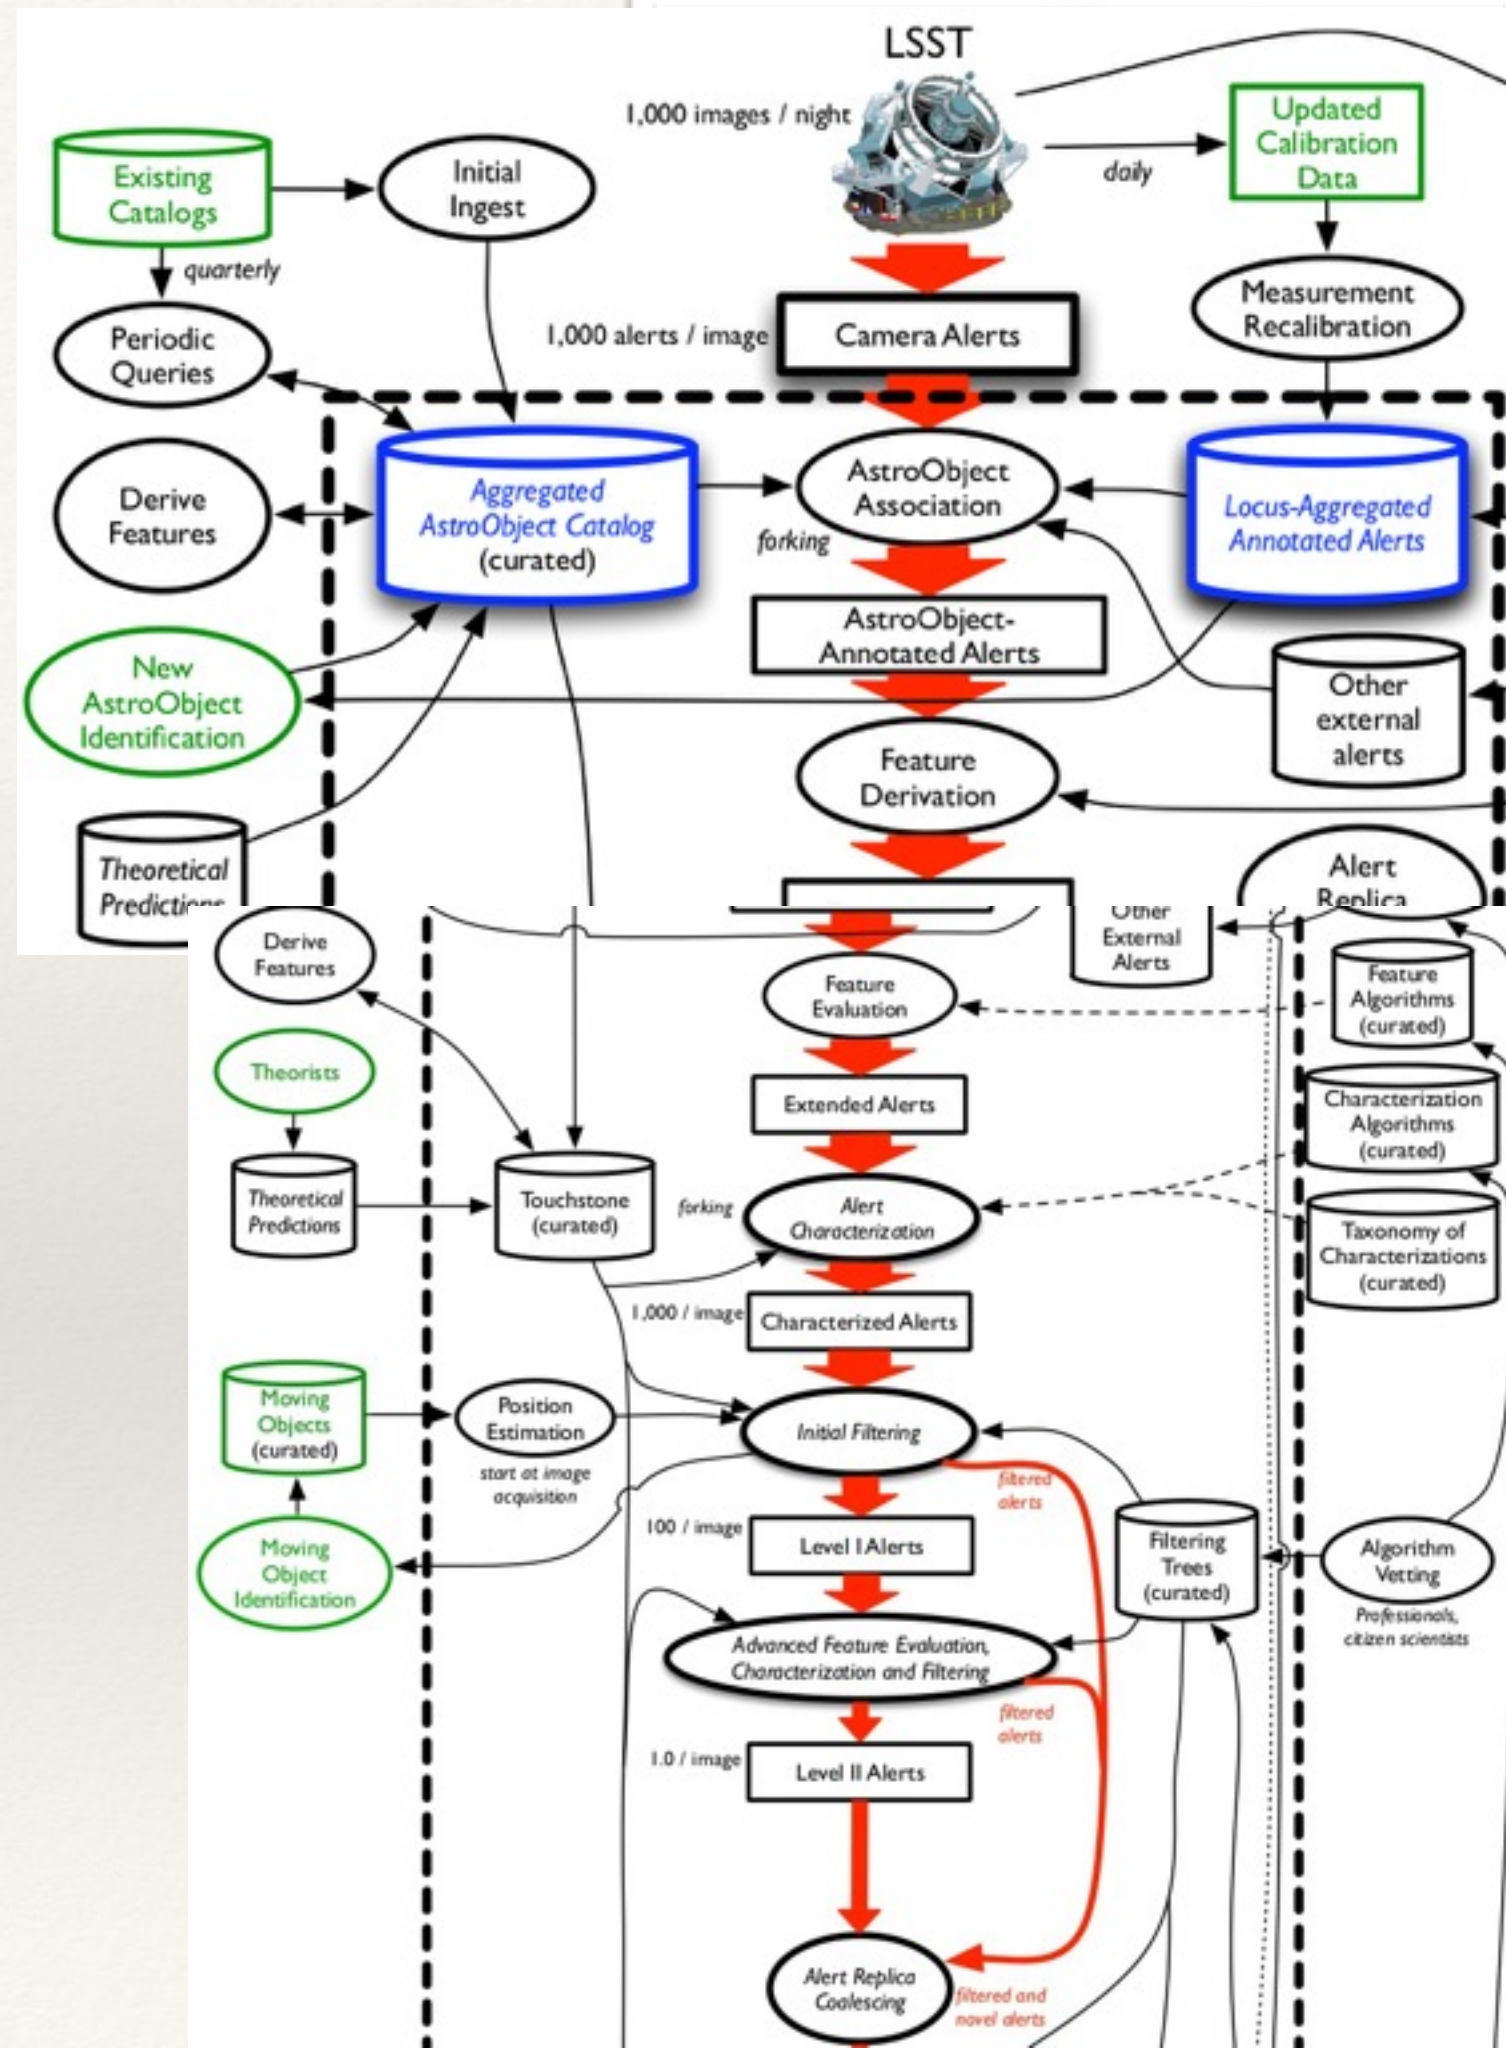 LSST
1,000 images / night
Updated
Calibration
Data
daily
Existing
Catalogs
Initial
Ingest
quarterly
Periodic
Queries
1,000 alerts / image
Camera Alerts
Measurement
Recalibration
Derive
Features
Aggregated
AstroObject Catalog
(curated)
AstroObject
Association
forking
Locus-Aggregated
Annotated Alerts
AstroObject-
Annotated Alerts
New
AstroObject
Identification
Other
external
alerts
Feature
Derivation
Theoretical
Predictions
Alert
Replica
Derive
Features
Other
External
Alerts
Feature
Evaluation
Feature
Algorithms
(curated)
Theorists
Extended Alerts
Characterization
Algorithms
(curated)
Theoretical
Predictions
Touchstone
(curated)
forking
Alert
Characterization
Taxonomy of
Characterizations
(curated)
1,000 / image
Characterized Alerts
Moving
Objects
(curated)
Position
Estimation
start at image
acquisition
Initial Filtering
filtered
alerts
100 / image
Level I Alerts
Filtering
Trees
(curated)
Algorithm
Vetting
Professionals,
citizen scientists
Moving
Object
Identification
Advanced Feature Evaluation,
Characterization and Filtering
filtered
alerts
1.0 / image
Level II Alerts
Alert Replica
Coalescing
filtered and
novel alerts